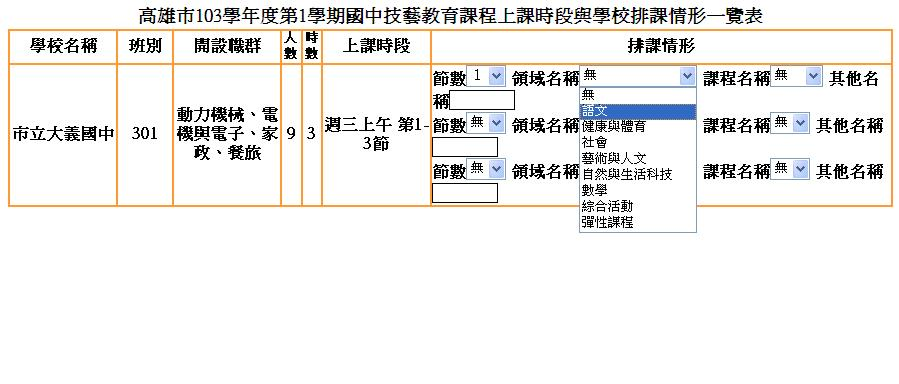 高雄市103學年度第1學期國中技藝教育課程上課時段與學校排課情形一覽表
學校名稱 班別 開設職群 人數 時數 上課時段 排課情形
市立大義國中 301 動力機械、電機與電子、家政、餐旅 9 3 週三上午 第1-3節
節數 1 領域名稱 無 課程名稱 無 其他名稱
無
語文
健康與體育
社會
藝術與人文
自然與生活科技
數學
綜合活動
彈性課程
節數 無 領域名稱 課程名稱 無 其他名稱
節數 無 領域名稱 課程名稱 無 其他名稱